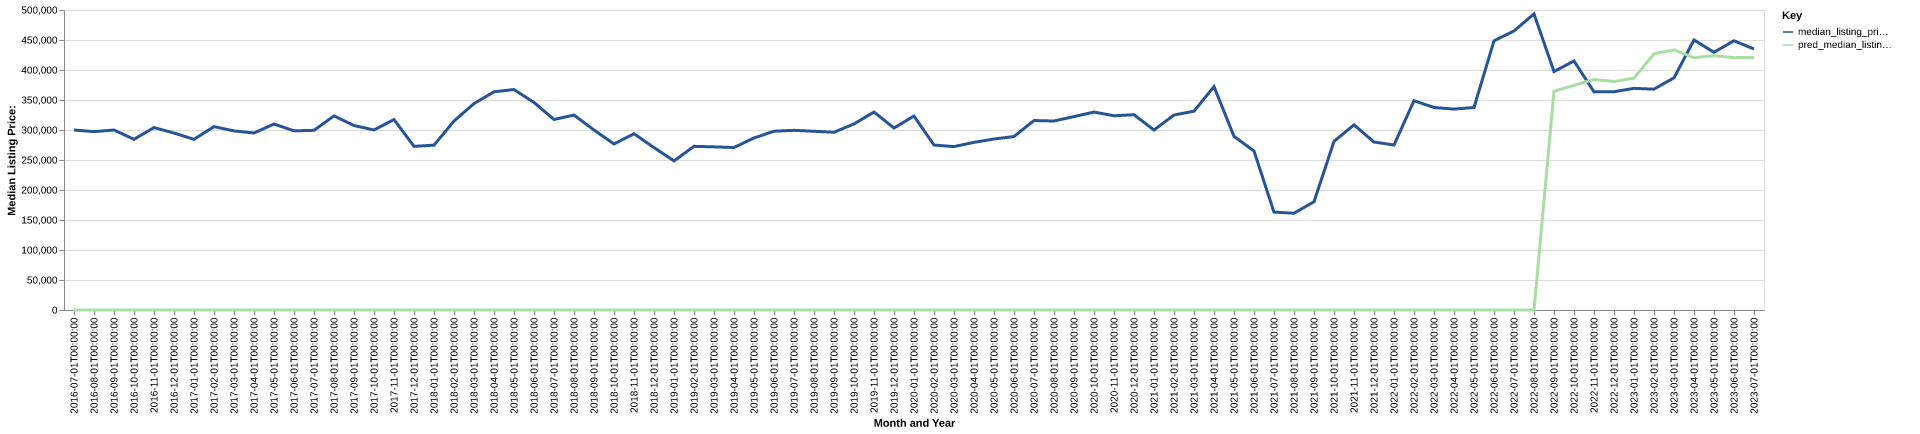 500,000
450,000
400,000
350,000
300,000
250,000
200,000
150,000
100,000
50,000
0
Median Listing Price:
2016-07-01T00:00:00
2016-08-01T00:00:00
2016-09-01T00:00:00
2016-10-01T00:00:00
2016-11-01T00:00:00
2016-12-01T00:00:00
2017-01-01T00:00:00
2017-02-01T00:00:00
2017-03-01T00:00:00
2017-04-01T00:00:00
2017-05-01T00:00:00
2017-06-01T00:00:00
2017-07-01T00:00:00
2017-08-01T00:00:00
2017-09-01T00:00:00
2017-10-01T00:00:00
2017-11-01T00:00:00
2017-12-01T00:00:00
2018-01-01T00:00:00
2018-02-01T00:00:00
2018-03-01T00:00:00
2018-04-01T00:00:00
2018-05-01T00:00:00
2018-06-01T00:00:00
2018-07-01T00:00:00
2018-08-01T00:00:00
2018-09-01T00:00:00
2018-10-01T00:00:00
2018-11-01T00:00:00
2018-12-01T00:00:00
2019-01-01T00:00:00
2019-02-01T00:00:00
2019-03-01T00:00:00
2019-04-01T00:00:00
2019-05-01T00:00:00
2019-06-01T00:00:00
2019-07-01T00:00:00
2019-08-01T00:00:00
2019-09-01T00:00:00
2019-10-01T00:00:00
2019-11-01T00:00:00
2019-12-01T00:00:00
2020-01-01T00:00:00
2020-02-01T00:00:00
2020-03-01T00:00:00
2020-04-01T00:00:00
2020-05-01T00:00:00
2020-06-01T00:00:00
2020-07-01T00:00:00
2020-08-01T00:00:00
2020-09-01T00:00:00
2020-10-01T00:00:00
2020-11-01T00:00:00
2020-12-01T00:00:00
2021-01-01T00:00:00
2021-02-01T00:00:00
2021-03-01T00:00:00
2021-04-01T00:00:00
2021-05-01T00:00:00
2021-06-01T00:00:00
2021-07-01T00:00:00
2021-08-01T00:00:00
2021-09-01T00:00:00
2021-10-01T00:00:00
2021-11-01T00:00:00
2021-12-01T00:00:00
2022-01-01T00:00:00
2022-02-01T00:00:00
2022-03-01T00:00:00
2022-04-01T00:00:00
2022-05-01T00:00:00
2022-06-01T00:00:00
2022-07-01T00:00:00
2022-08-01T00:00:00
2022-09-01T00:00:00
2022-10-01T00:00:00
2022-11-01T00:00:00
2022-12-01T00:00:00
2023-01-01T00:00:00
2023-02-01T00:00:00
2023-03-01T00:00:00
2023-04-01T00:00:00
2023-05-01T00:00:00
2023-06-01T00:00:00
2023-07-01T00:00:00
Month and Year
Key
median_listing_pri…
pred_median_listin…